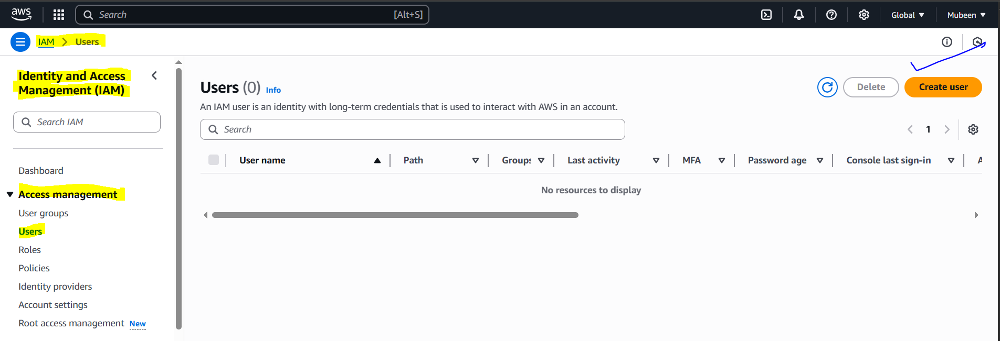 aws Search [Alt+S] Global Mubeen
IAM > Users
Identity and Access
Management (IAM)
Search IAM
Dashboard
Access management
User groups
Users
Roles
Policies
Identity providers
Account settings
Root access management New
Users (0) Info
Delete Create user
An IAM user is an identity with long-term credentials that is used to interact with AWS in an account.
Search
1
User name Path Group Last activity MFA Password age Console last sign-in A
No resources to display